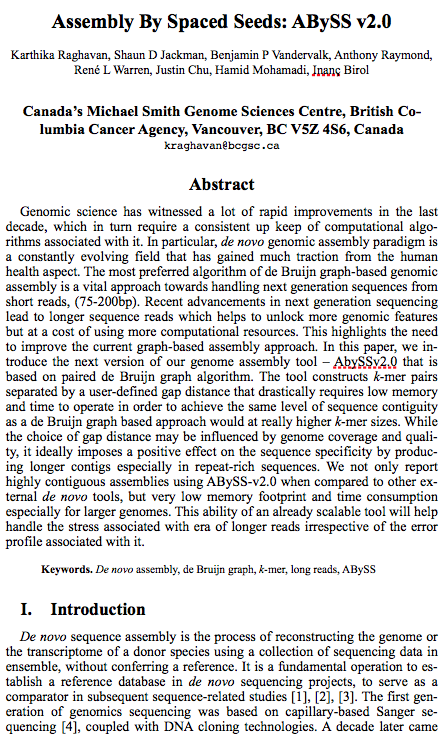 Assembly By Spaced Seeds: ABySS v2.0
Karthika Raghavan, Shaun D Jackman, Benjamin P Vandervalk, Anthony Raymond,
René L Warren, Justin Chu, Hamid Mohamadi, Inanç Birol
Canada's Michael Smith Genome Sciences Centre, British Co-
lumbia Cancer Agency, Vancouver, BC V5Z 4S6, Canada
kraghavan@bcgsc.ca
Abstract
Genomic science has witnessed a lot of rapid improvements in the last
decade, which in turn require a consistent up keep of computational algo-
rithms associated with it. In particular, de novo genomic assembly paradigm is
a constantly evolving field that has gained much traction from the human
health aspect. The most preferred algorithm of de Bruijn graph-based genomic
assembly is a vital approach towards handling next generation sequences from
short reads, (75-200bp). Recent advancements in next generation sequencing
lead to longer sequence reads which helps to unlock more genomic features
but at a cost of using more computational resources. This highlights the need
to improve the current graph-based assembly approach. In this paper, we in-
troduce the next version of our genome assembly tool – AbySSv2.0 that is
based on paired de Bruijn graph algorithm. The tool constructs k-mer pairs
separated by a user-defined gap distance that drastically requires low memory
and time to operate in order to achieve the same level of sequence contiguity
as a de Bruijn graph based approach would at really higher k-mer sizes. While
the choice of gap distance may be influenced by genome coverage and quali-
ty, it ideally imposes a positive effect on the sequence specificity by produc-
ing longer contigs especially in repeat-rich sequences. We not only report
highly contiguous assemblies using ABySS-v2.0 when compared to other ex-
ternal de novo tools, but very low memory footprint and time consumption
especially for larger genomes. This ability of an already scalable tool will help
handle the stress associated with era of longer reads irrespective of the error
profile associated with it.
Keywords. De novo assembly, de Bruijn graph, k-mer, long reads, ABySS
I. Introduction
De novo sequence assembly is the process of reconstructing the genome or
the transcriptome of a donor species using a collection of sequencing data in
ensemble, without conferring a reference. It is a fundamental operation to es-
tablish a reference database in de novo sequencing projects, to serve as a
comparator in subsequent sequence-related studies [1], [2], [3]. The first gen-
eration of genomics sequencing was based on capillary-based Sanger se-
quencing [4], coupled with DNA cloning technologies. A decade later came